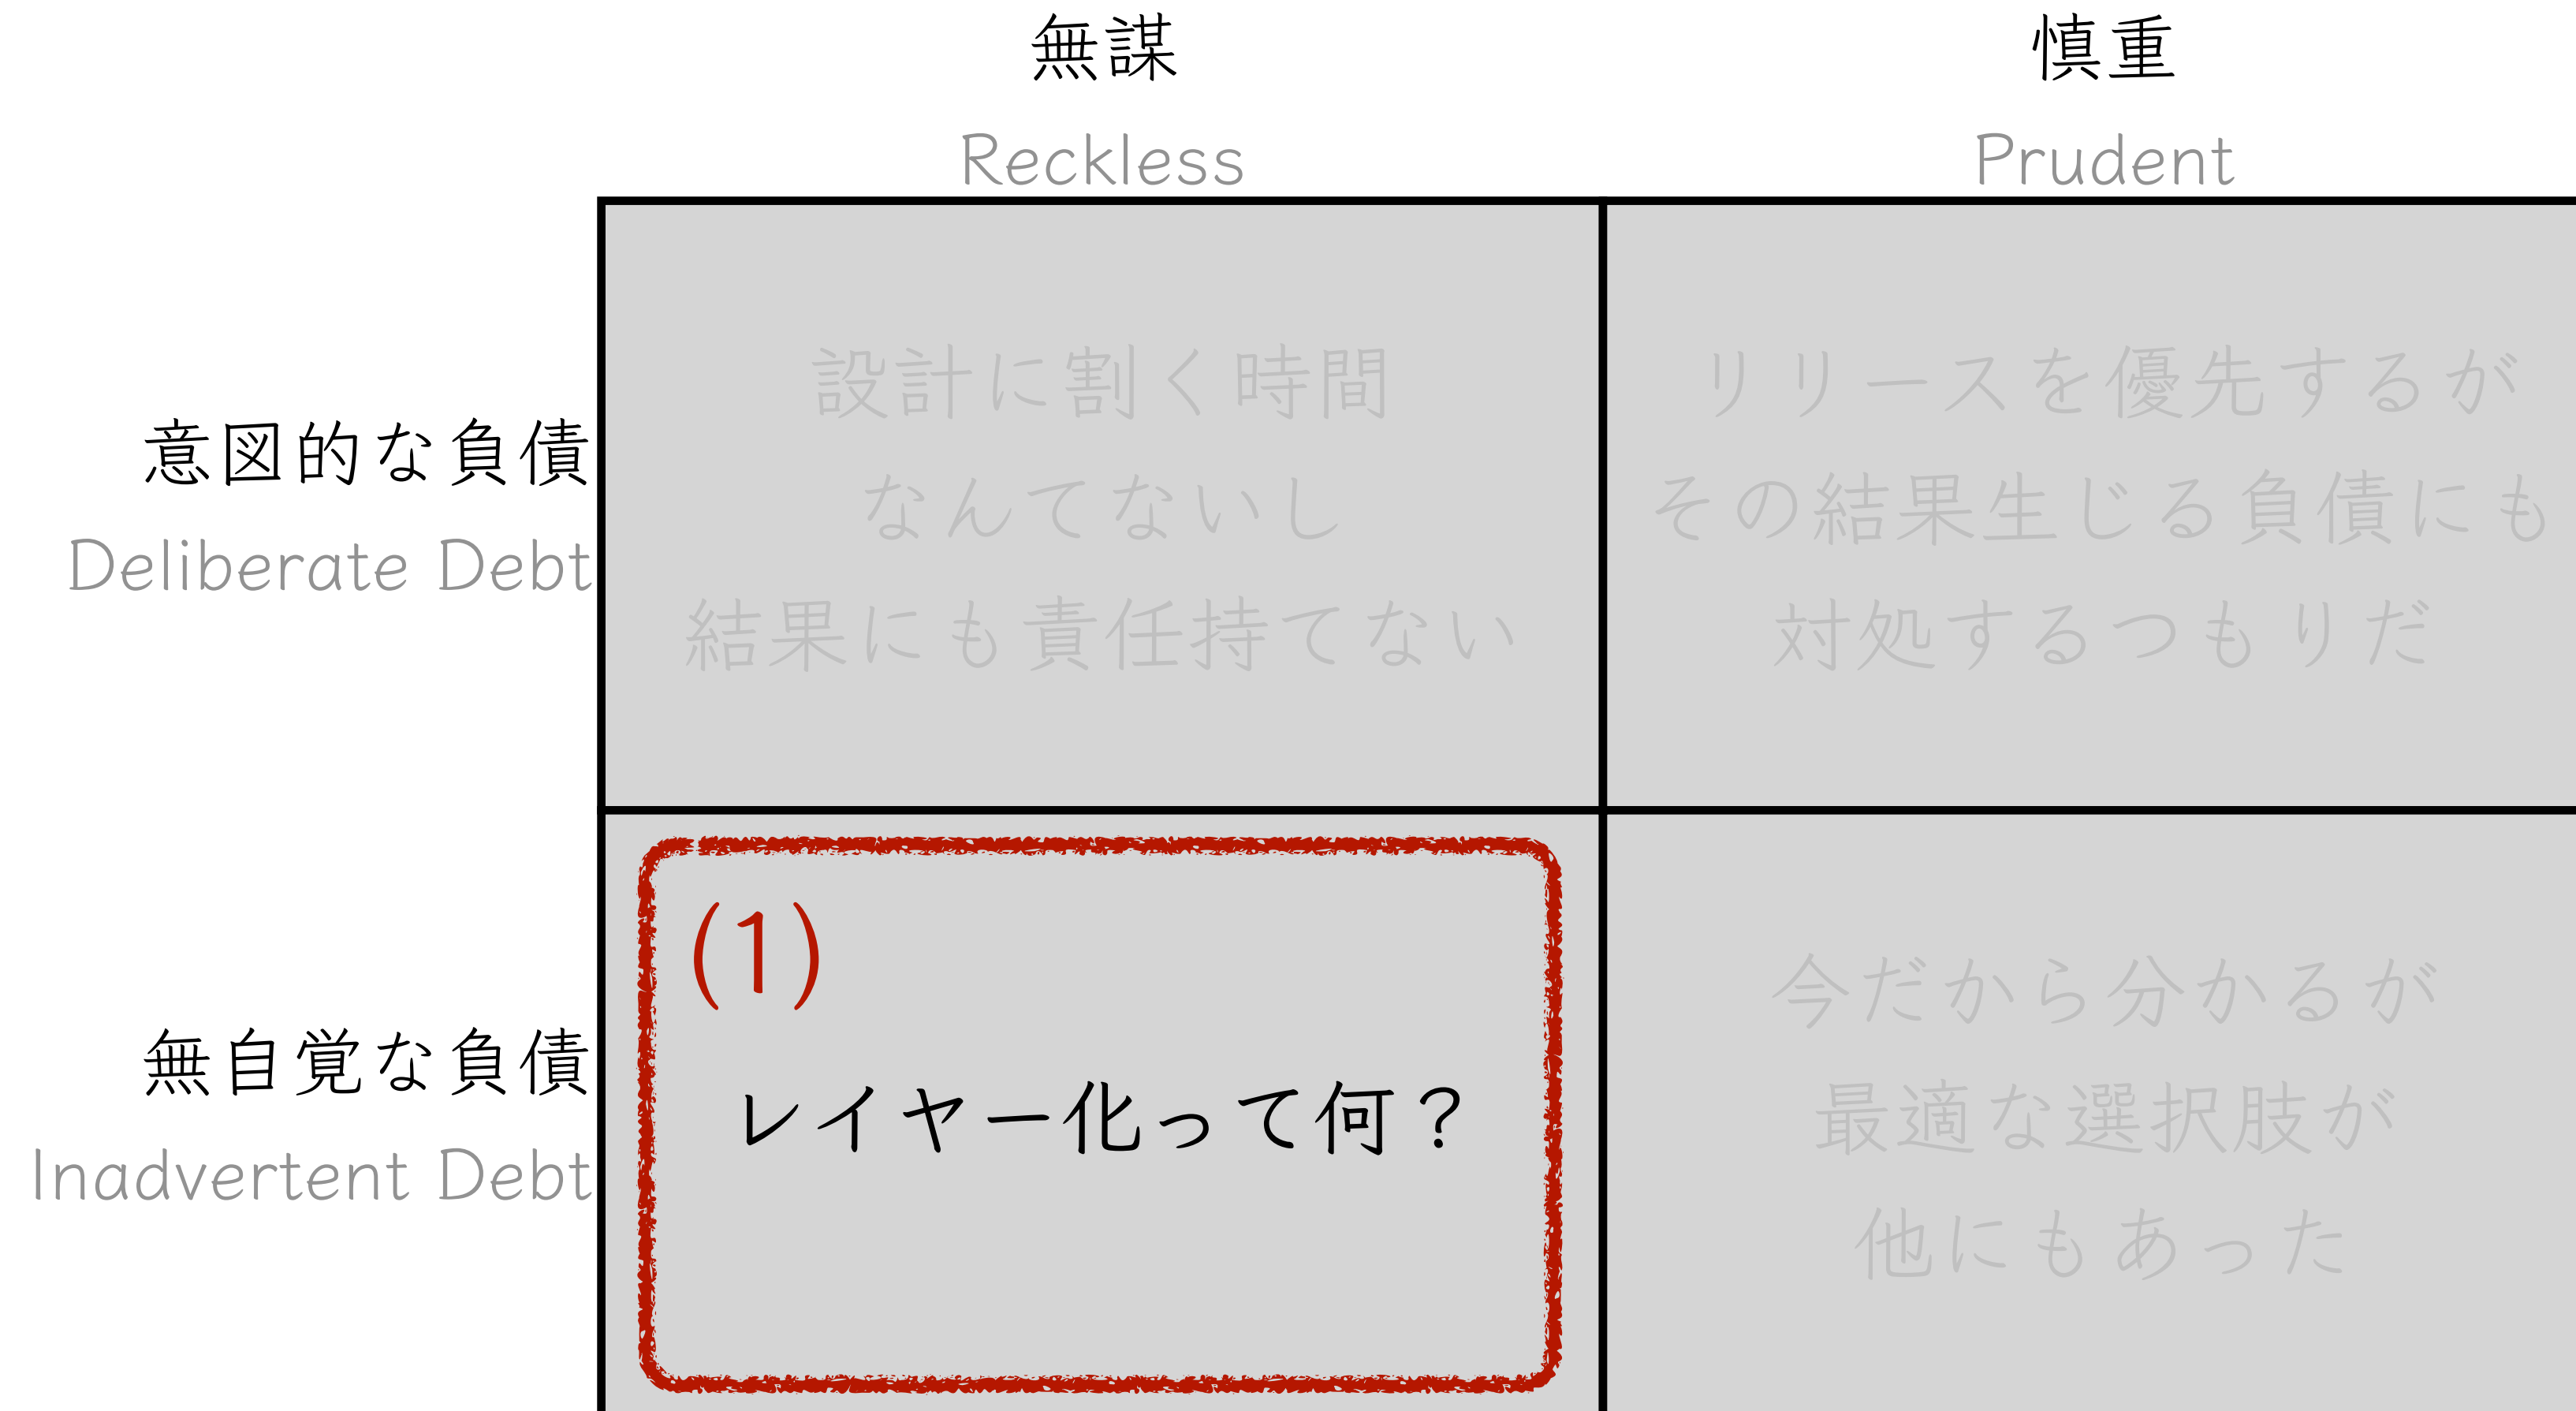 無謀
Reckless
慎重
Prudent
意図的な負債
Deliberate Debt
設計に割く時間
なんてないし
結果にも責任持てない
リリースを優先するが
その結果生じる負債にも
対処するつもりだ
無自覚な負債
Inadvertent Debt
(1)
レイヤー化って何？
今だから分かるが
最適な選択肢が
他にもあった